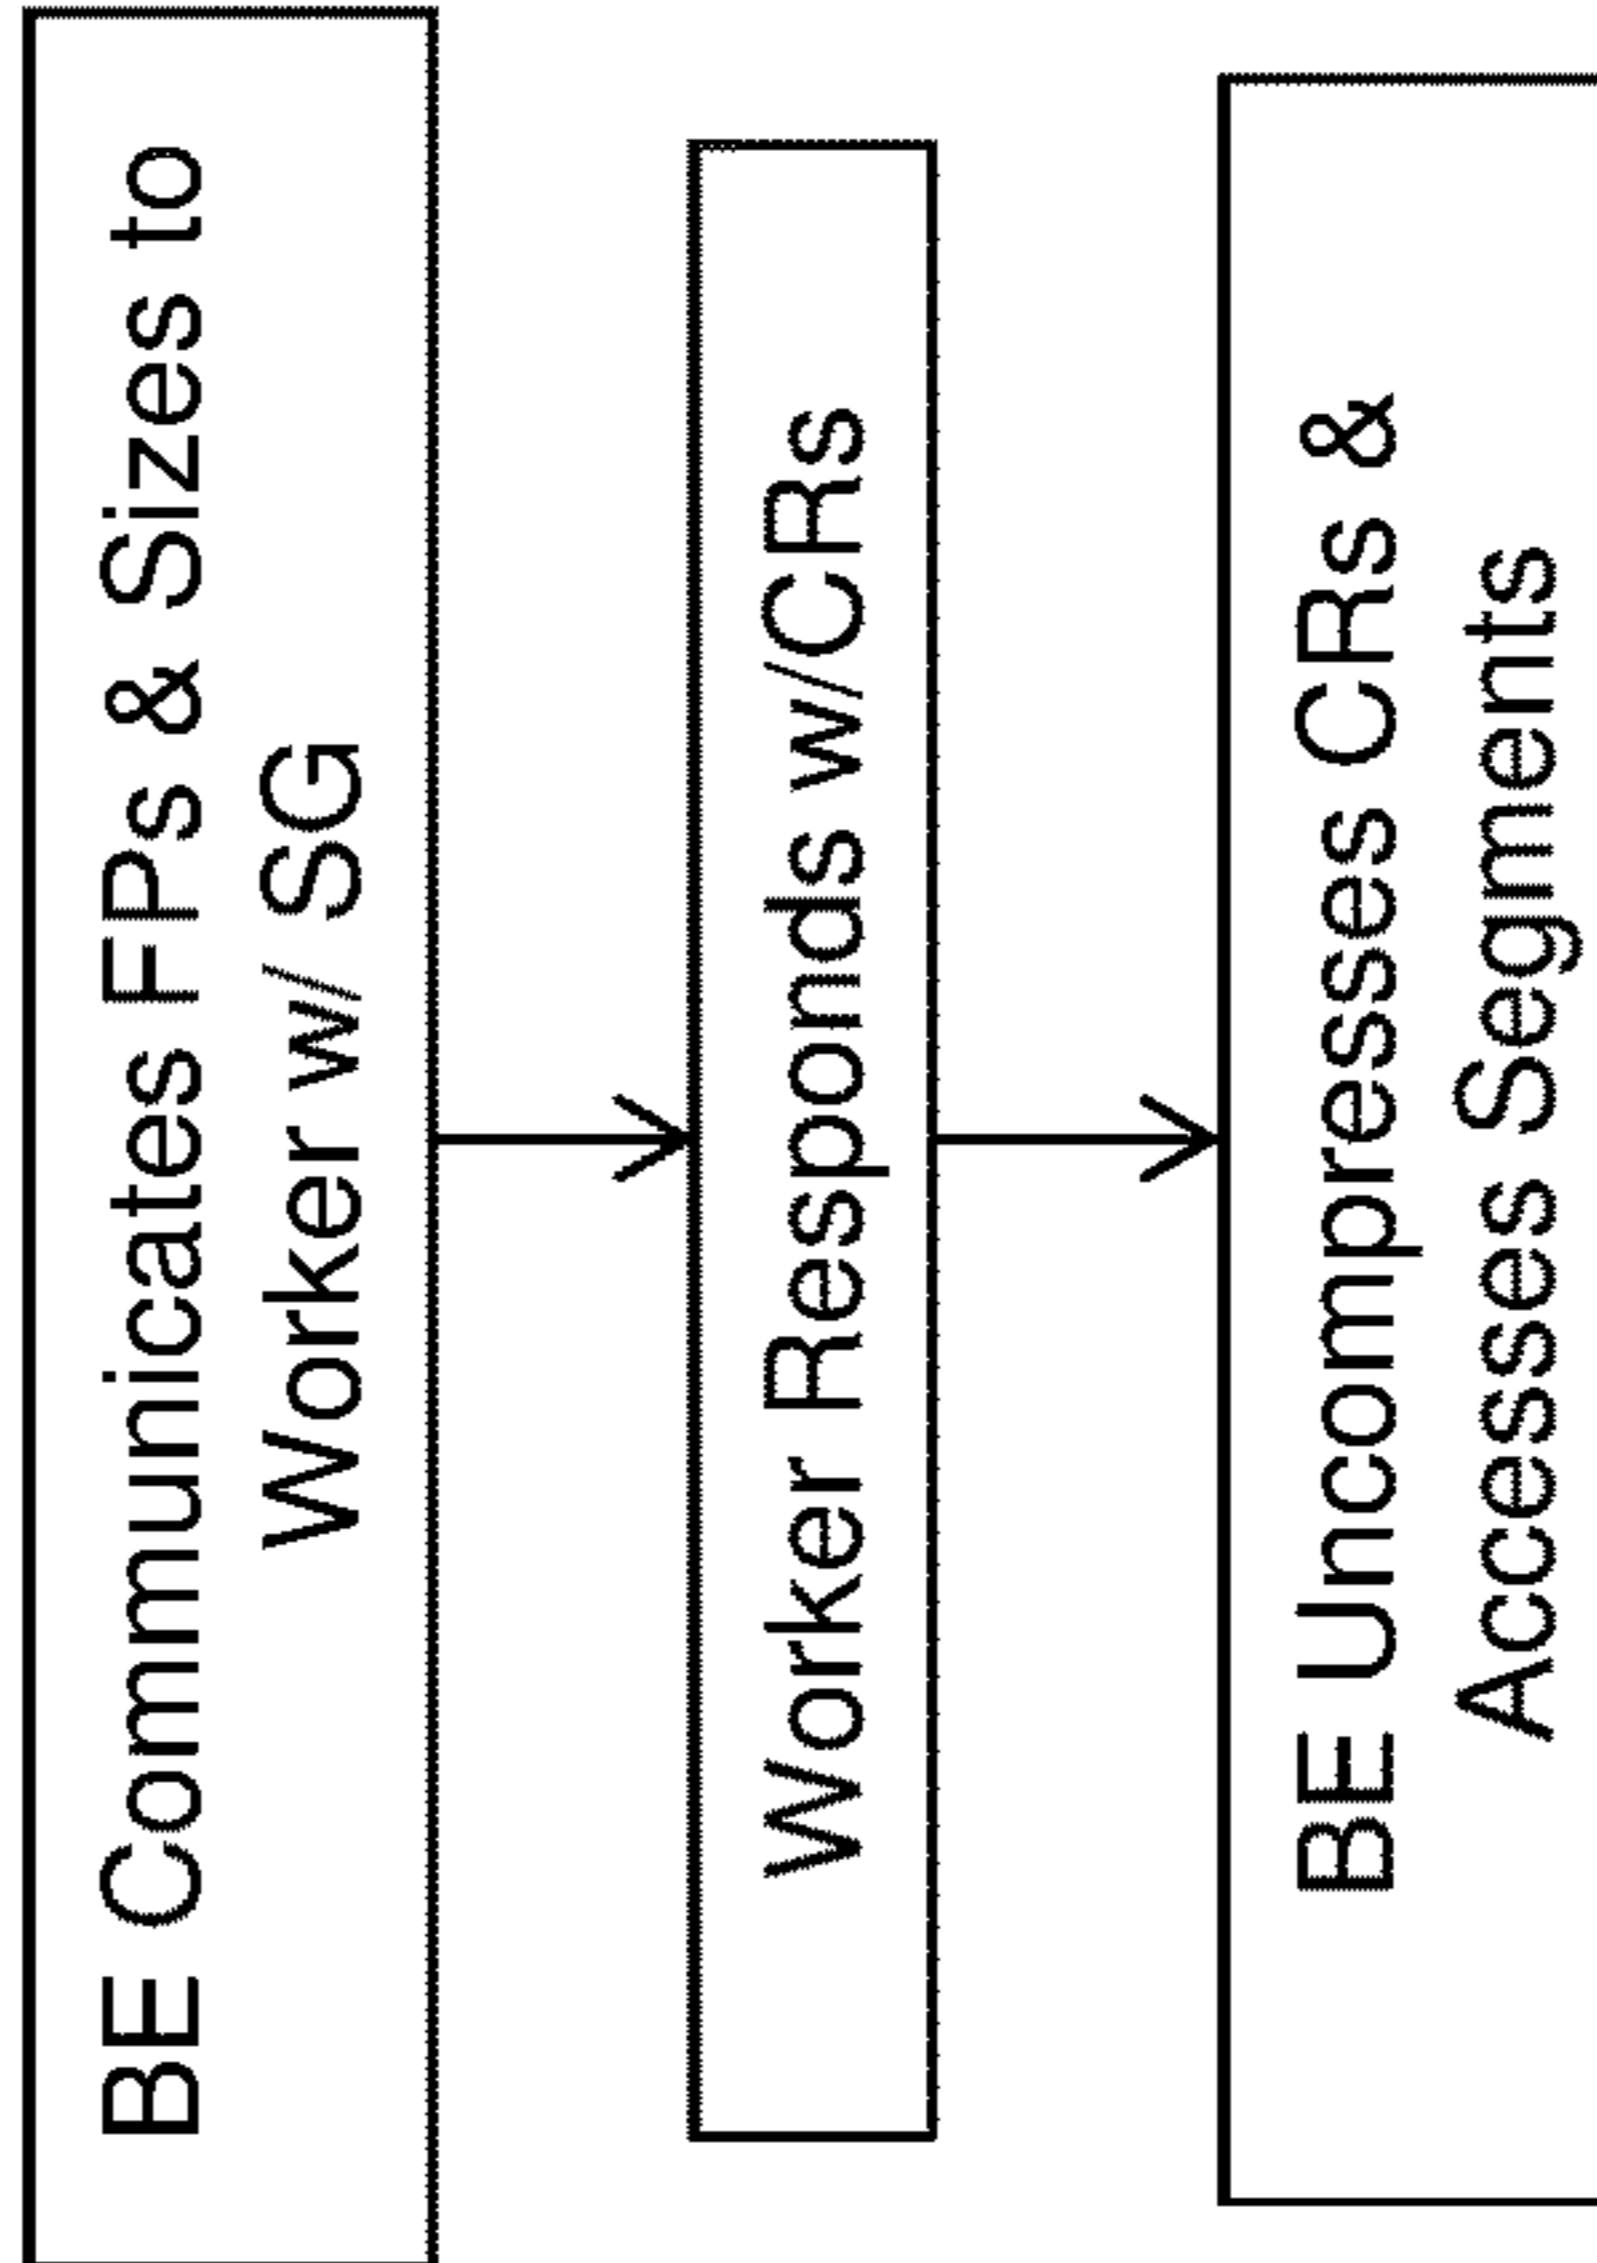 BE Communicates FPs & Sizes to
Worker w/ SG
Worker Responds w/CRs
BE Uncompresses CRs &
Accesses Segments